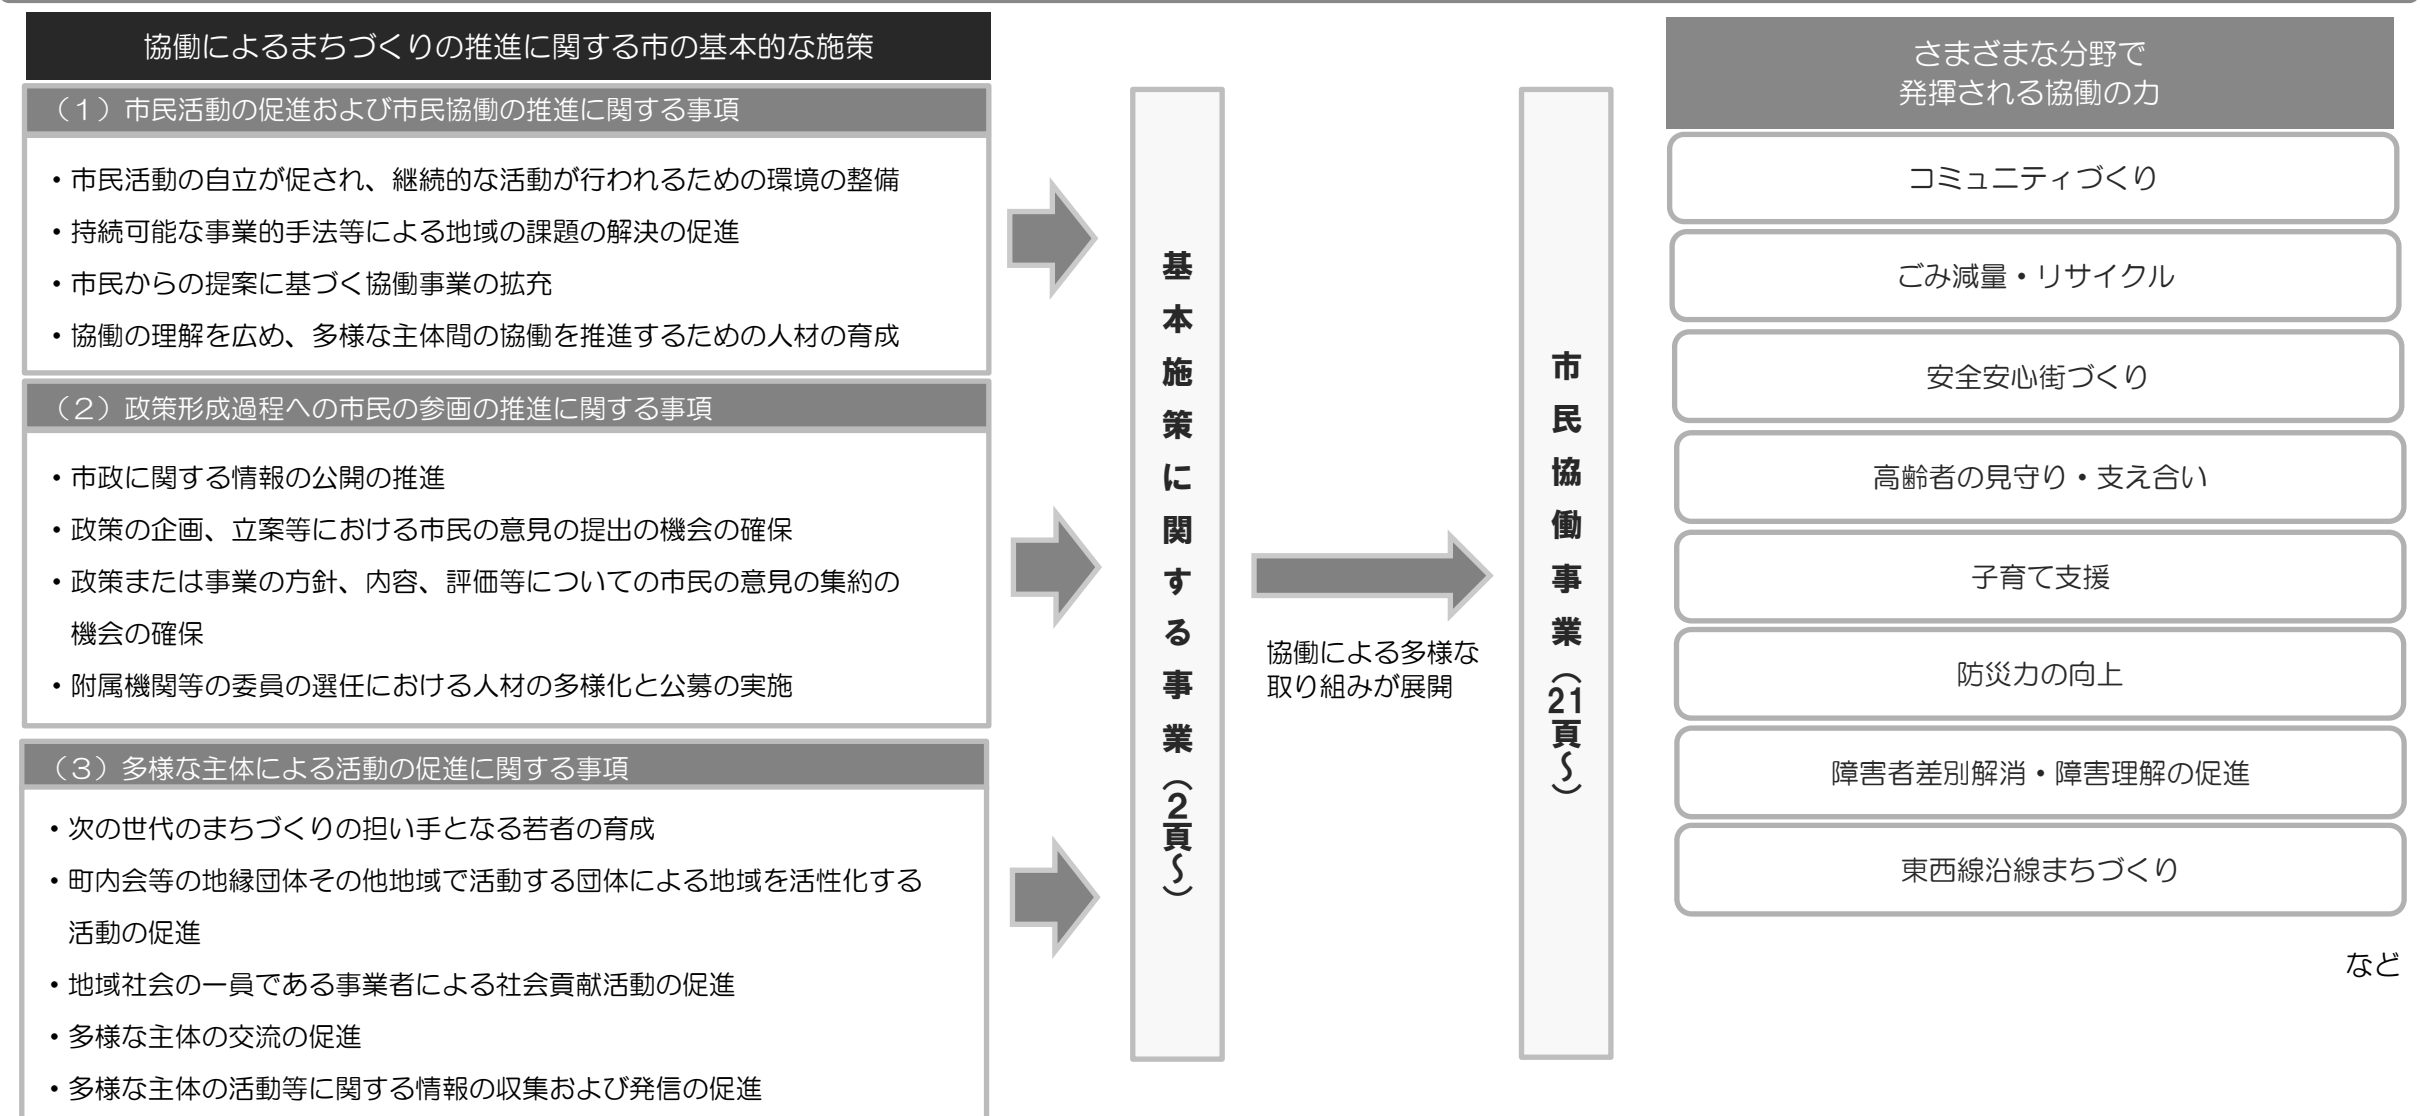 協働によるまちづくりの推進に関する市の基本的な施策
（１）市民活動の促進および市民協働の推進に関する事項
・市民活動の自立が促され、継続的な活動が行われるための環境の整備
・持続可能な事業的手法等による地域の課題の解決の促進
・市民からの提案に基づく協働事業の拡充
・協働の理解を広め、多様な主体間の協働を推進するための人材の育成
（２）政策形成過程への市民の参画の推進に関する事項
・市政に関する情報の公開の推進
・政策の企画、立案等における市民の意見の提出の機会の確保
・政策または事業の方針、内容、評価等についての市民の意見の集約の
機会の確保
・附属機関等の委員の選任における人材の多様化と公募の実施
（３）多様な主体による活動の促進に関する事項
・次の世代のまちづくりの担い手となる若者の育成
・町内会等の地縁団体その他地域で活動する団体による地域を活性化する
活動の促進
・地域社会の一員である事業者による社会貢献活動の促進
・多様な主体の交流の促進
・多様な主体の活動等に関する情報の収集および発信の促進
基本施策に関する事業（2頁～）
協働による多様な
取り組みが展開
市民協働事業（21頁～）
さまざまな分野で
発揮される協働の力
コミュニティづくり
ごみ減量・リサイクル
安全安心街づくり
高齢者の見守り・支え合い
子育て支援
防災力の向上
障害者差別解消・障害理解の促進
東西線沿線まちづくり
など